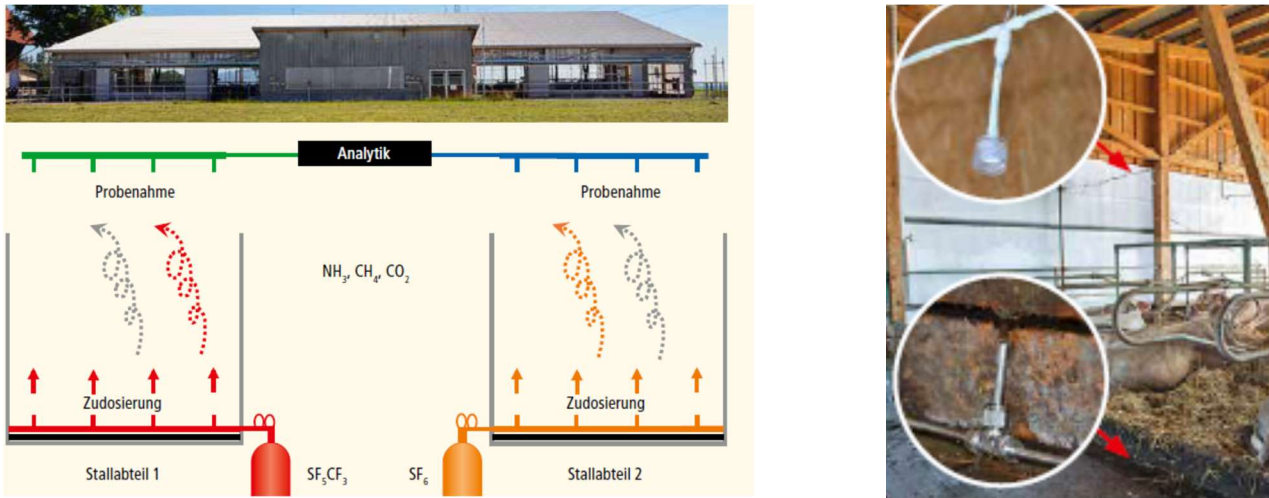 Analytik
Probenahme
Probenahme
NH₃, CH₄, CO₂
Zudosierung
Zudosierung
Stallabteil 1
SF₅CF₃
SF₆
Stallabteil 2